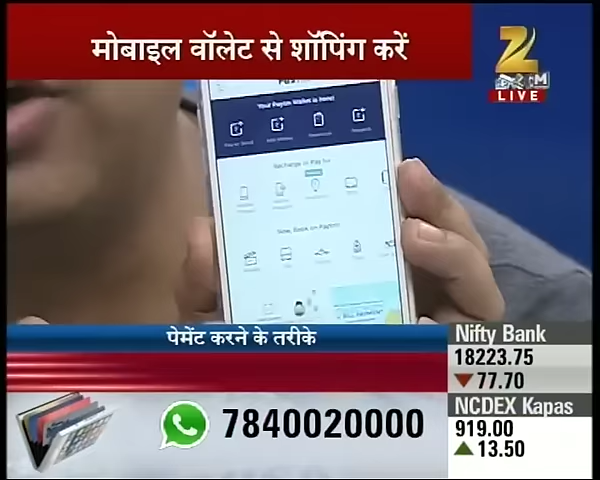 मोबाइल वॉलेट से शॉपिंग करें
LIVE
Your Paytm Wallet is here!
Recharge or Pay for
Now, Book on Paytm
पेमेंट करने के तरीके
7840020000
Nifty Bank
18223.75
77.70
NCDEX Kapas
919.00
13.50